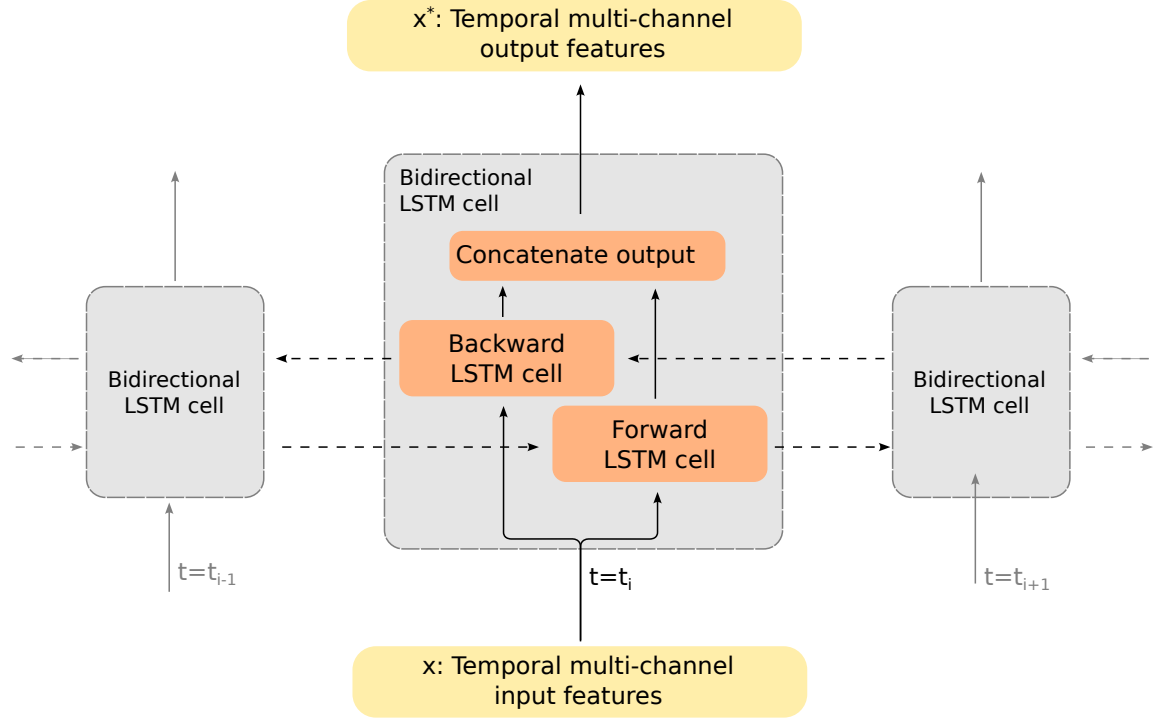 x*: Temporal multi-channel
output features
Bidirectional
LSTM cell
Concatenate output
Backward
LSTM cell
Forward
LSTM cell
Bidirectional
LSTM cell
Bidirectional
LSTM cell
t=ti-1
t=ti
t=ti+1
x: Temporal multi-channel
input features